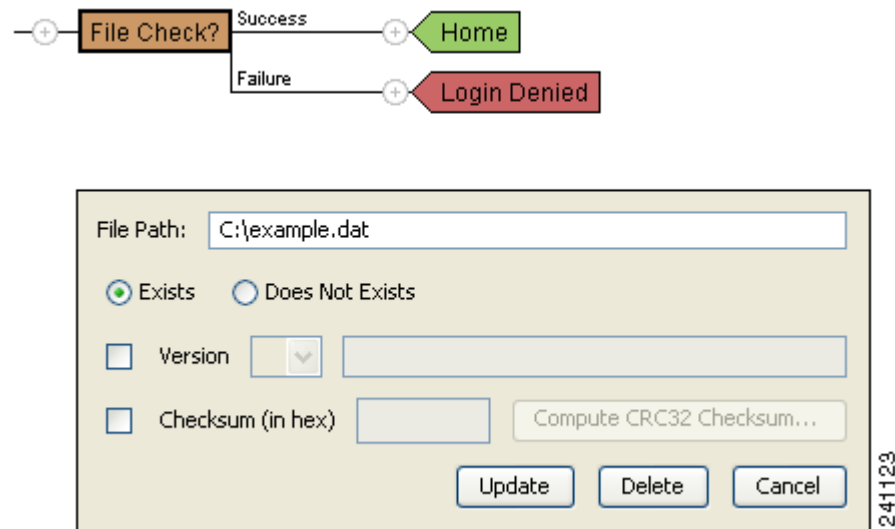 File Check?
Success
Home
Failure
Login Denied
File Path: C:\example.dat
Exists Does Not Exists
Version
Checksum (in hex) Compute CRC32 Checksum...
Update Delete Cancel
241123